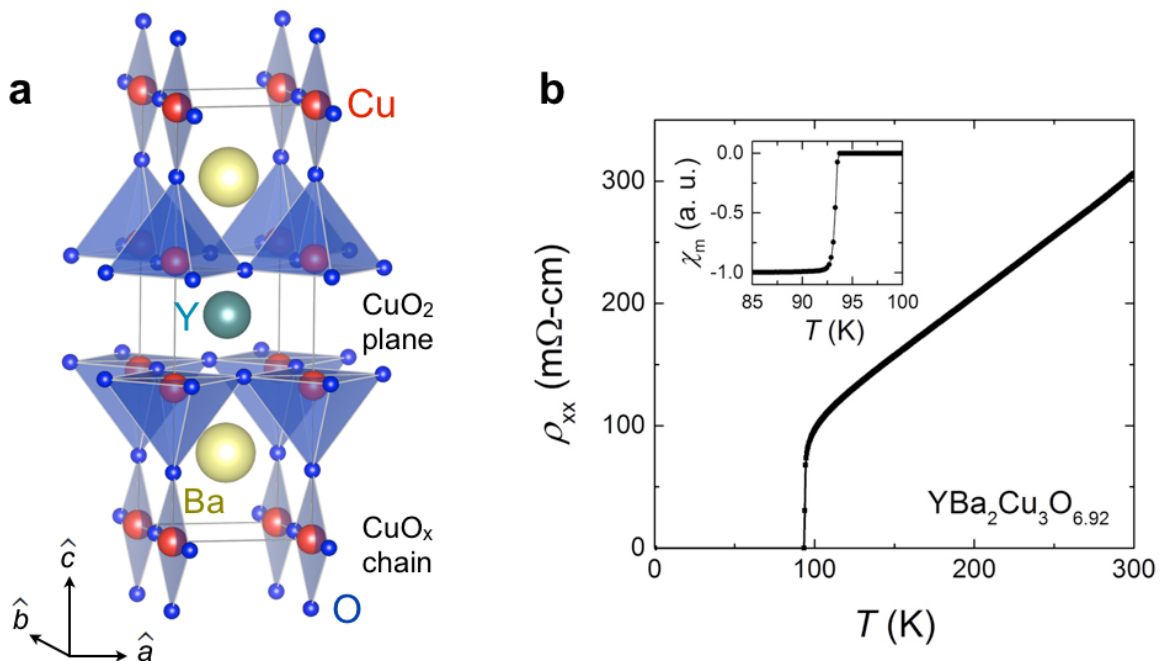 a
Cu
Y
CuO₂
plane
Ba
CuOₓ
chain
O
ĉ
b̂
â
b
ρxx (mΩ-cm)
300
200
100
0
0
100
200
300
T (K)
YBa₂Cu₃O₆.₉₂
χm (a. u.)
0.0
-0.5
-1.0
85
90
95
100
T (K)